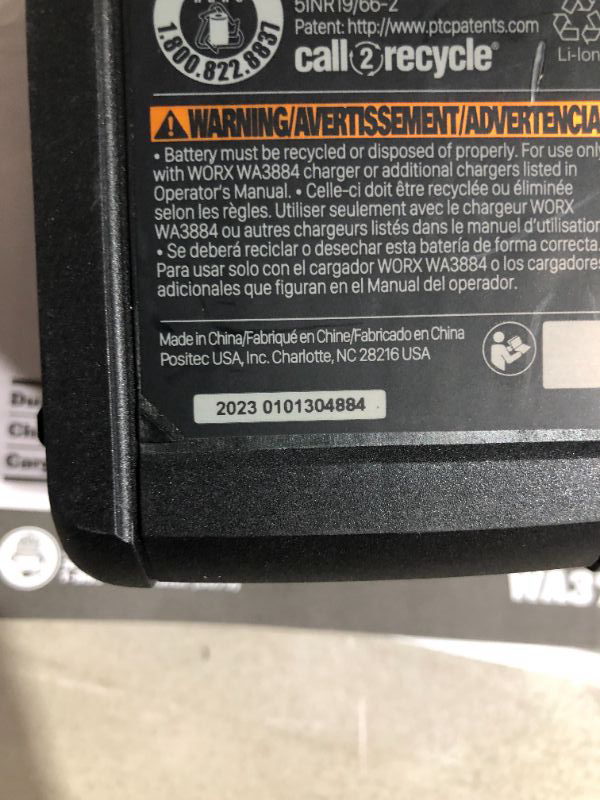 5INR19/66-2
Patent: http://www.ptcpatents.com
1.800.822.8837
call2recycle®
Li-Ion
WARNING/AVERTISSEMENT/ADVERTENCIA
• Battery must be recycled or disposed of properly. For use only
with WORX WA3884 charger or additional chargers listed in
Operator's Manual. • Celle-ci doit être recyclée ou éliminée
selon les règles. Utiliser seulement avec le chargeur WORX
WA3884 ou autres chargeurs listés dans le manuel d'utilisation
• Se deberá reciclar o desechar esta batería de forma correcta.
Para usar solo con el cargador WORX WA3884 o los cargadores
adicionales que figuran en el Manual del operador.
Made in China/Fabriqué en Chine/Fabricado en China
Positec USA, Inc. Charlotte, NC 28216 USA
2023 0101304884